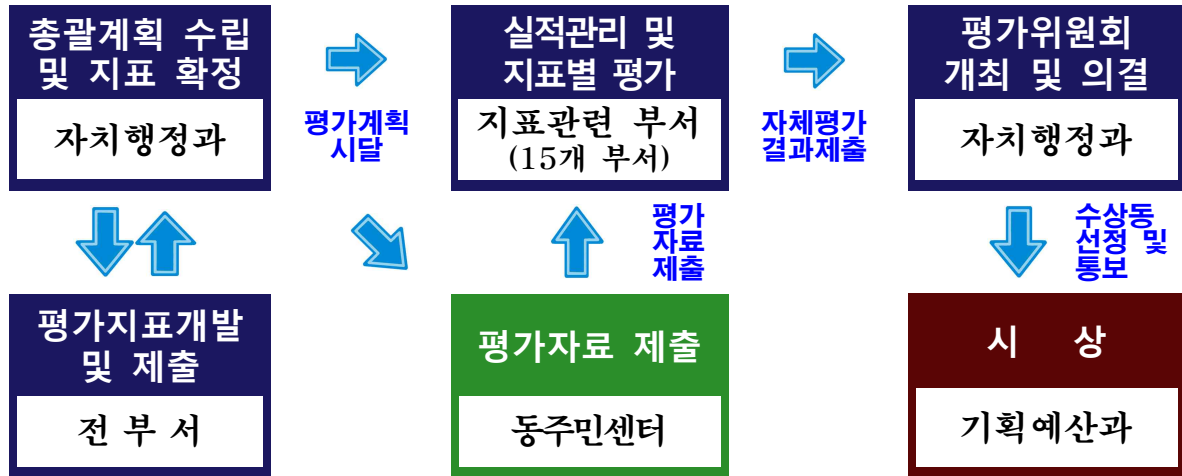 총괄계획 수립
및 지표 확정
자치행정과
평가계획
시달
실적관리 및
지표별 평가
지표관련 부서
(15개 부서)
자체평가
결과제출
평가위원회
개최 및 의결
자치행정과
평가
자료
제출
수상동
선정 및
통보
평가지표개발
및 제출
전 부 서
평가자료 제출
동주민센터
시 상
기획예산과